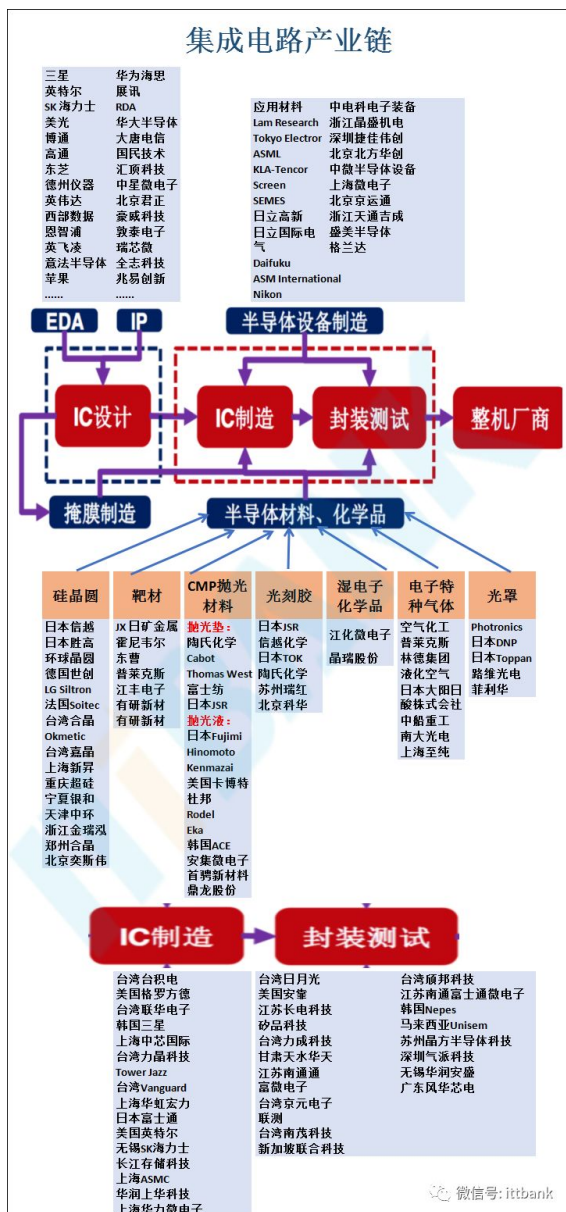 集成电路产业链
三星
英特尔
SK海力士
美光
博通
高通
东芝
德州仪器
英伟达
西部数据
恩智浦
英飞凌
意法半导体
苹果
......
华为海思
展讯
RDA
华大半导体
大唐电信
国民技术
汇顶科技
中星微电子
北京君正
豪威科技
敦泰电子
瑞芯微
全志科技
兆易创新
......
应用材料
Lam Research
Tokyo Electror
ASML
KLA-Tencor
Screen
SEMES
日立高新
日立国际电
气
Daifuku
ASM International
Nikon
中电科电子装备
浙江晶盛机电
深圳捷佳伟创
北京北方华创
中微半导体设备
上海微电子
北京京运通
浙江天通吉成
盛美半导体
格兰达
EDA
IP
半导体设备制造
IC设计
IC制造
封装测试
整机厂商
掩膜制造
半导体材料、化学品
硅晶圆
日本信越
日本胜高
环球晶圆
德国世创
LG Siltron
法国Soitec
台湾合晶
Okmetic
台湾嘉晶
上海新昇
重庆超硅
宁夏银和
天津中环
浙江金瑞泓
郑州合晶
北京奕斯伟
靶材
JX日矿金属
霍尼韦尔
东曹
普莱克斯
江丰电子
有研新材
有研新材
CMP抛光
材料
抛光垫：
陶氏化学
Cabot
Thomas West
富士纺
日本JSR
抛光液：
日本Fujimi
Hinomoto
Kenmazai
美国卡博特
杜邦
Rodel
Eka
韩国ACE
安集微电子
首骋新材料
鼎龙股份
光刻胶
日本JSR
信越化学
日本TOK
陶氏化学
苏州瑞红
北京科华
湿电子
化学品
江化微电子
晶瑞股份
电子特
种气体
空气化工
普莱克斯
林德集团
液化空气
日本大阳日
酸株式会社
中船重工
南大光电
上海至纯
光罩
Photronics
日本DNP
日本Toppan
路维光电
菲利华
IC制造
封装测试
台湾台积电
美国格罗方德
台湾联华电子
韩国三星
上海中芯国际
台湾力晶科技
Tower Jazz
台湾Vanguard
上海华虹宏力
日本富士通
美国英特尔
无锡SK海力士
长江存储科技
上海ASMC
华润上华科技
上海华力微电子
台湾日月光
美国安靠
江苏长电科技
矽品科技
台湾力成科技
甘肃天水华天
江苏南通通
富微电子
台湾京元电子
联测
台湾南茂科技
新加坡联合科技
台湾颀邦科技
江苏南通富士通微电子
韩国Nepes
马来西亚Unisem
苏州晶方半导体科技
深圳气派科技
无锡华润安盛
广东风华芯电
微信号: ittbank